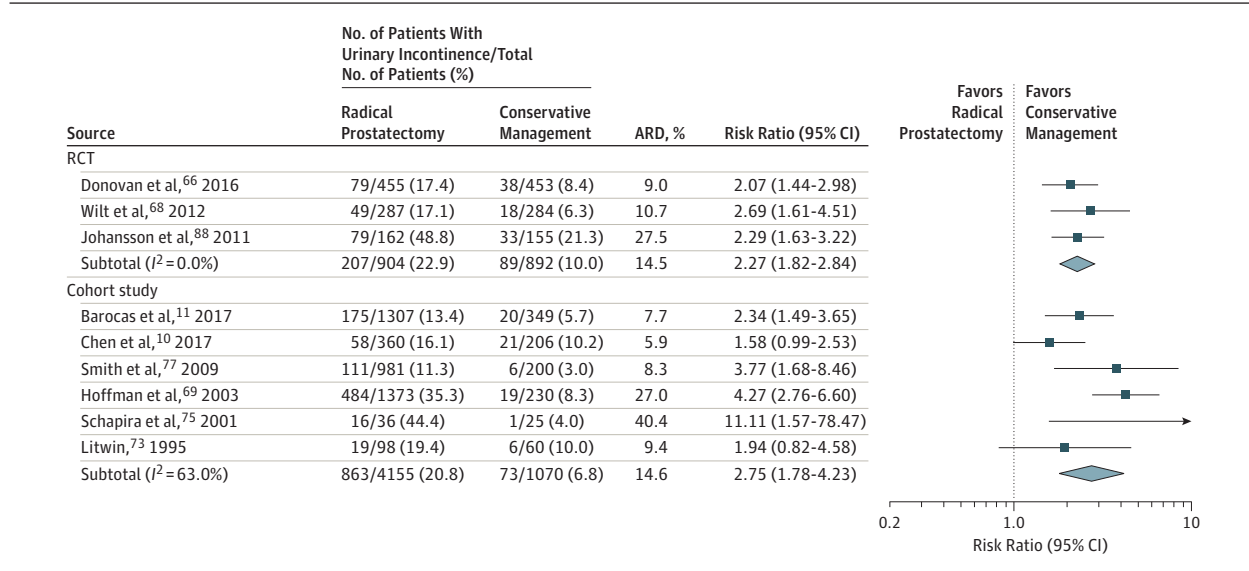 No. of Patients With
Urinary Incontinence/Total
No. of Patients (%)
Favors Radical Prostatectomy
Favors Conservative Management
Source Radical Prostatectomy Conservative Management ARD, % Risk Ratio (95% CI)
RCT
Donovan et al,66 2016 79/455 (17.4) 38/453 (8.4) 9.0 2.07 (1.44-2.98)
Wilt et al,68 2012 49/287 (17.1) 18/284 (6.3) 10.7 2.69 (1.61-4.51)
Johansson et al,88 2011 79/162 (48.8) 33/155 (21.3) 27.5 2.29 (1.63-3.22)
Subtotal (I2 = 0.0%) 207/904 (22.9) 89/892 (10.0) 14.5 2.27 (1.82-2.84)
Cohort study
Barocas et al,11 2017 175/1307 (13.4) 20/349 (5.7) 7.7 2.34 (1.49-3.65)
Chen et al,10 2017 58/360 (16.1) 21/206 (10.2) 5.9 1.58 (0.99-2.53)
Smith et al,77 2009 111/981 (11.3) 6/200 (3.0) 8.3 3.77 (1.68-8.46)
Hoffman et al,69 2003 484/1373 (35.3) 19/230 (8.3) 27.0 4.27 (2.76-6.60)
Schapira et al,75 2001 16/36 (44.4) 1/25 (4.0) 40.4 11.11 (1.57-78.47)
Litwin,73 1995 19/98 (19.4) 6/60 (10.0) 9.4 1.94 (0.82-4.58)
Subtotal (I2 = 63.0%) 863/4155 (20.8) 73/1070 (6.8) 14.6 2.75 (1.78-4.23)
0.2 1.0 10
Risk Ratio (95% CI)